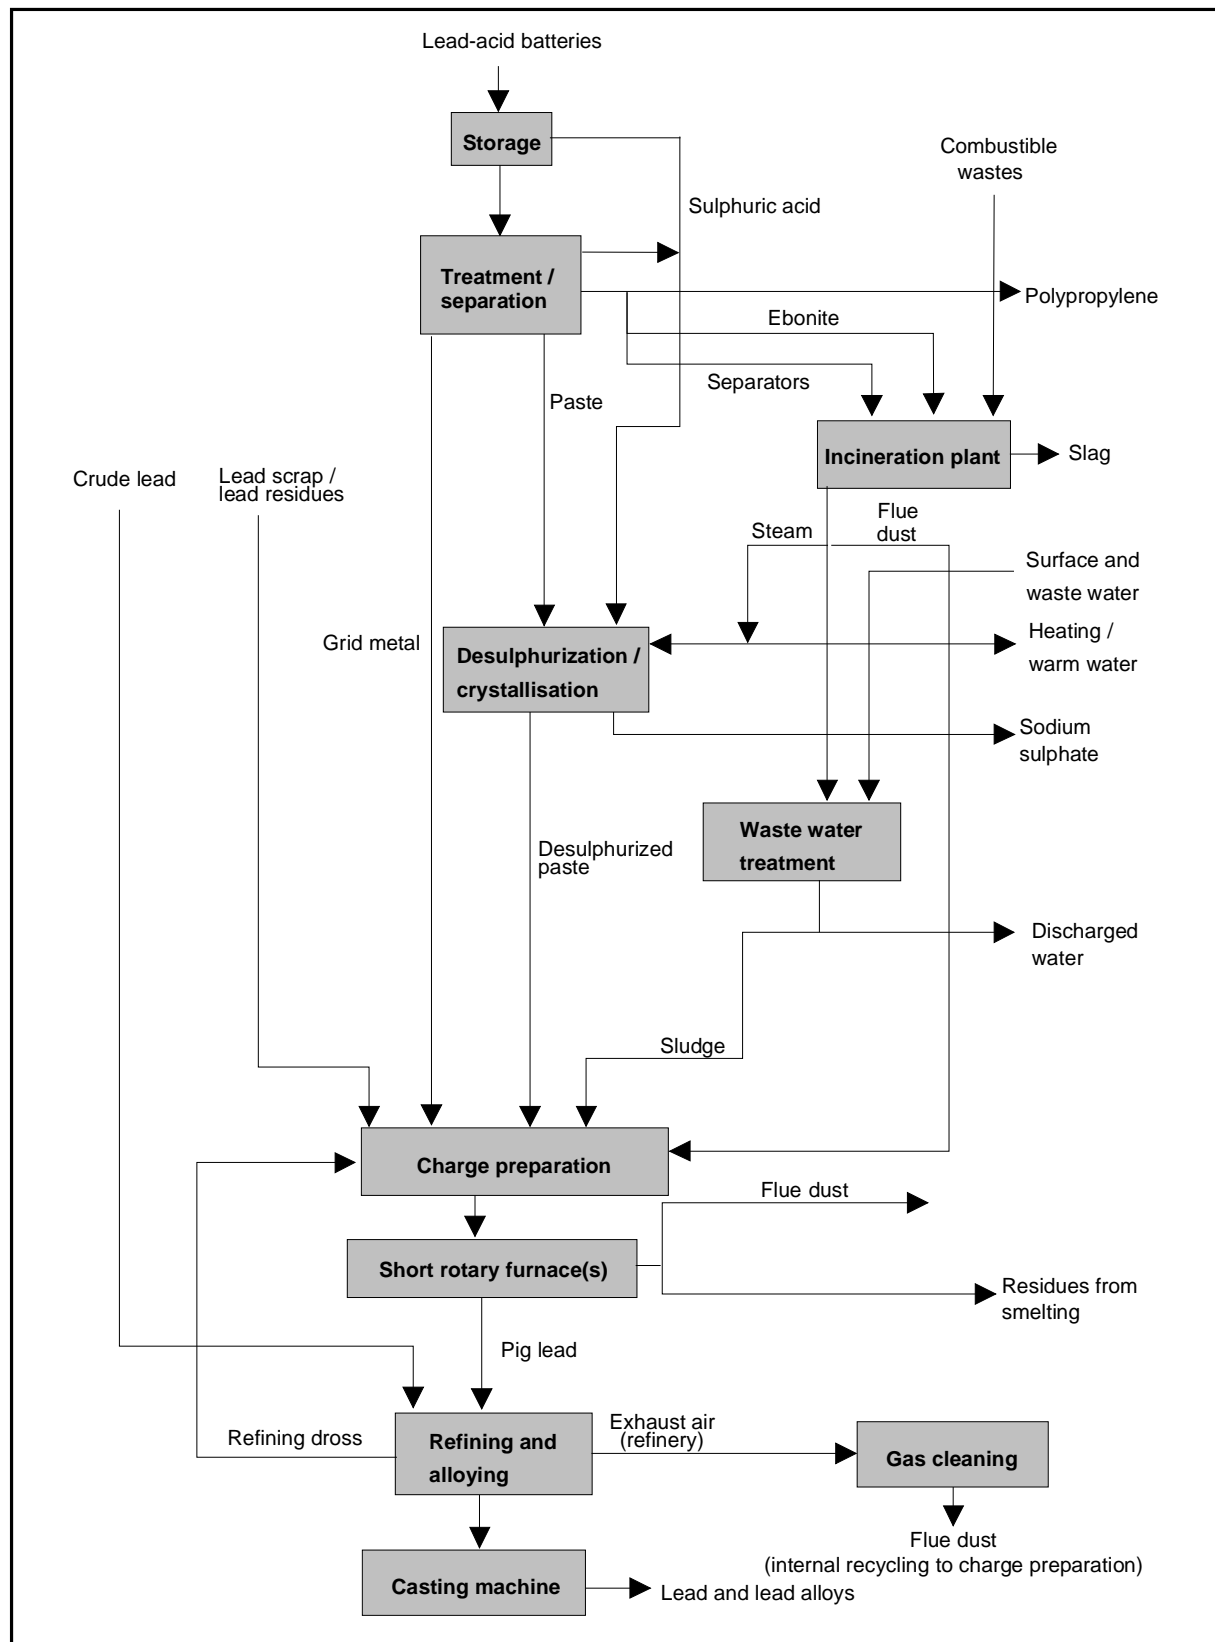 Lead-acid batteries
Storage
Combustible
wastes
Sulphuric acid
Treatment /
separation
Polypropylene
Ebonite
Separators
Paste
Incineration plant
Slag
Crude lead
Lead scrap /
lead residues
Flue
dust
Steam
Surface and
waste water
Grid metal
Desulphurization /
crystallisation
Heating /
warm water
Sodium
sulphate
Waste water
treatment
Desulphurized
paste
Discharged
water
Sludge
Charge preparation
Flue dust
Short rotary furnace(s)
Residues from
smelting
Pig lead
Refining dross
Refining and
alloying
Exhaust air
(refinery)
Gas cleaning
Flue dust
(internal recycling to charge preparation)
Casting machine
Lead and lead alloys